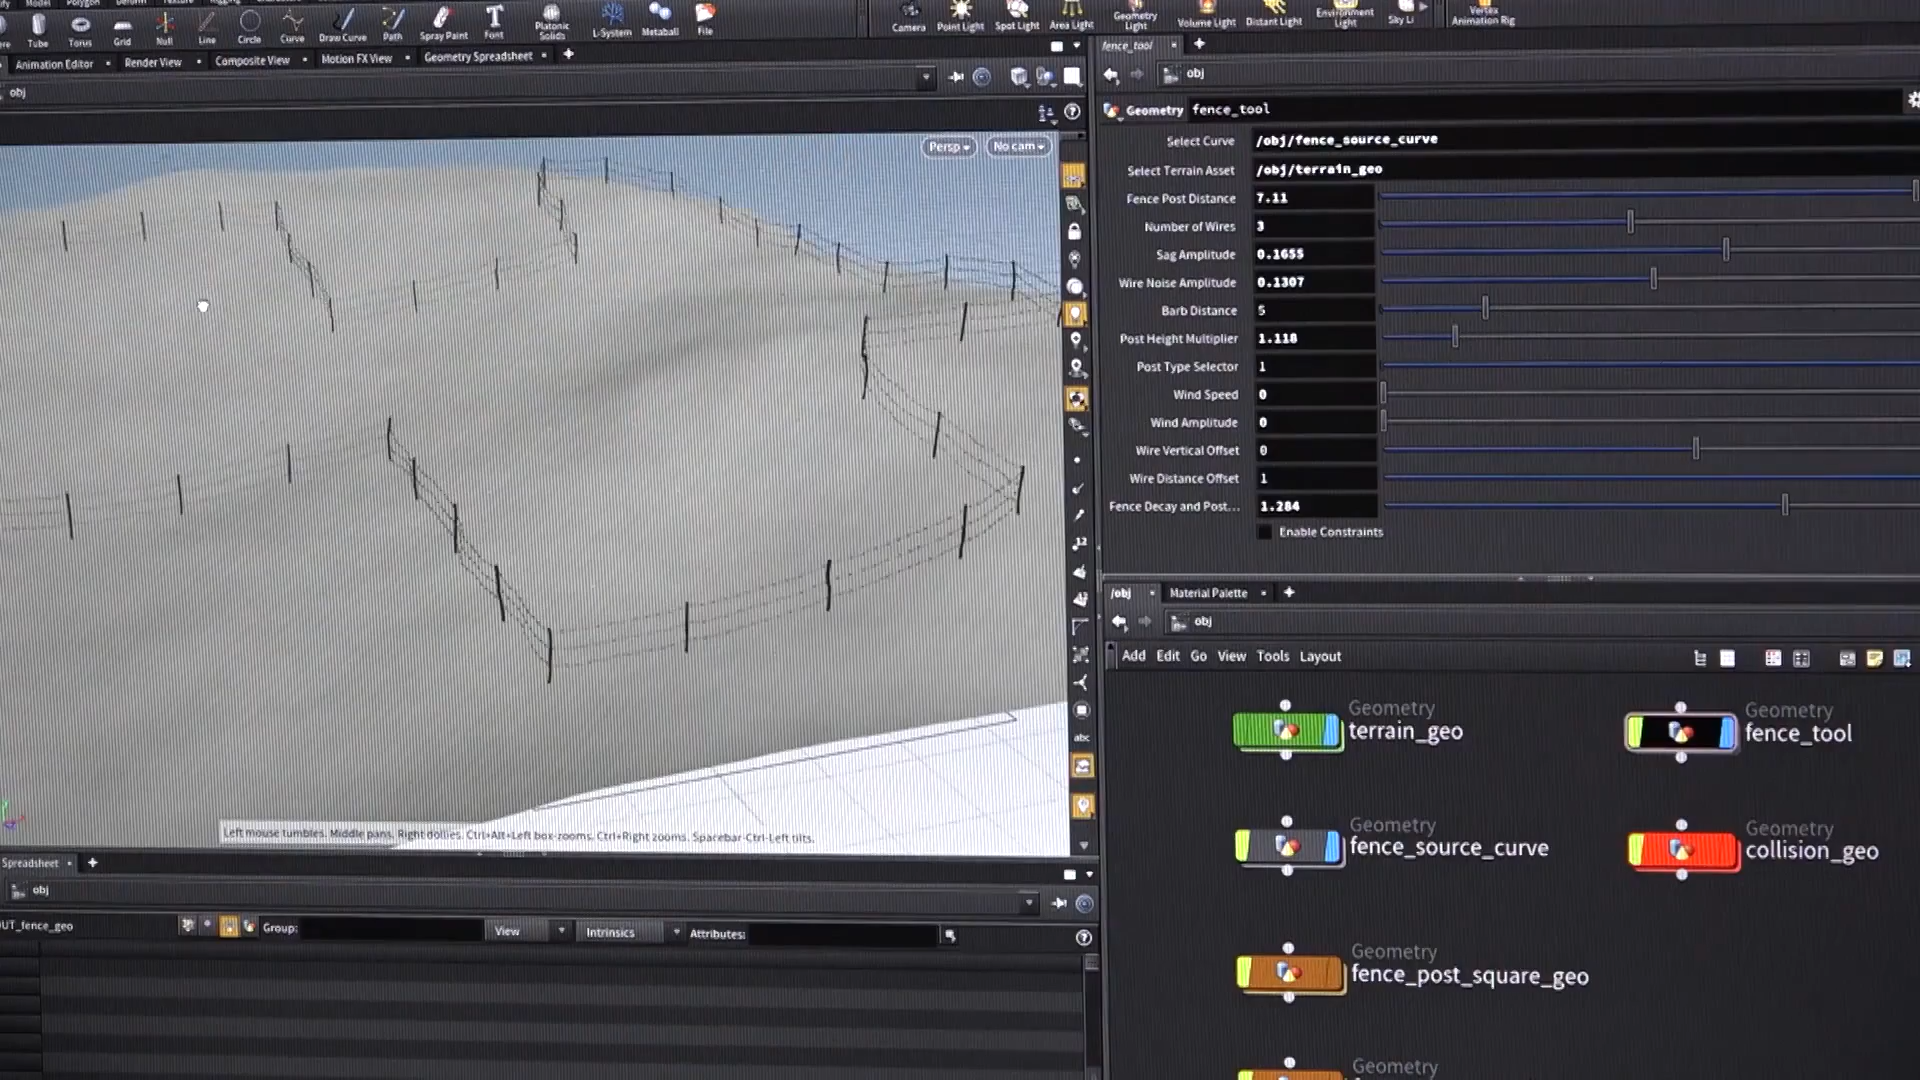 Model
Polygon
Deform
Texture
Tube
Torus
Grid
Null
Line
Circle
Curve
Draw Curve
Path
Spray Paint
Font
Platonic Solids
L-System
Metaball
File
Camera
Point Light
Spot Light
Area Light
Geometry Light
Volume Light
Distant Light
Environment Light
Sky Li
Vertex Animation Rig
Animation Editor
Render View
Composite View
Motion FX View
Geometry Spreadsheet
obj
Persp
No cam
12
abc
Left mouse tumbles. Middle pans. Right dollies. Ctrl+Alt+Left box-zooms. Ctrl+Right zooms. Spacebar-Ctrl-Left tilts.
Spreadsheet
obj
UT_fence_geo
Group:
View
Intrinsics
Attributes:
fence_tool
obj
Geometry fence_tool
Select Curve /obj/fence_source_curve
Select Terrain Asset /obj/terrain_geo
Fence Post Distance 7.11
Number of Wires 3
Sag Amplitude 0.1655
Wire Noise Amplitude 0.1307
Barb Distance 5
Post Height Multiplier 1.118
Post Type Selector 1
Wind Speed 0
Wind Amplitude 0
Wire Vertical Offset 0
Wire Distance Offset 1
Fence Decay and Post... 1.284
Enable Constraints
/obj
Material Palette
obj
Add Edit Go View Tools Layout
Geometry
terrain_geo
Geometry
fence_tool
Geometry
fence_source_curve
Geometry
collision_geo
Geometry
fence_post_square_geo
Geometry